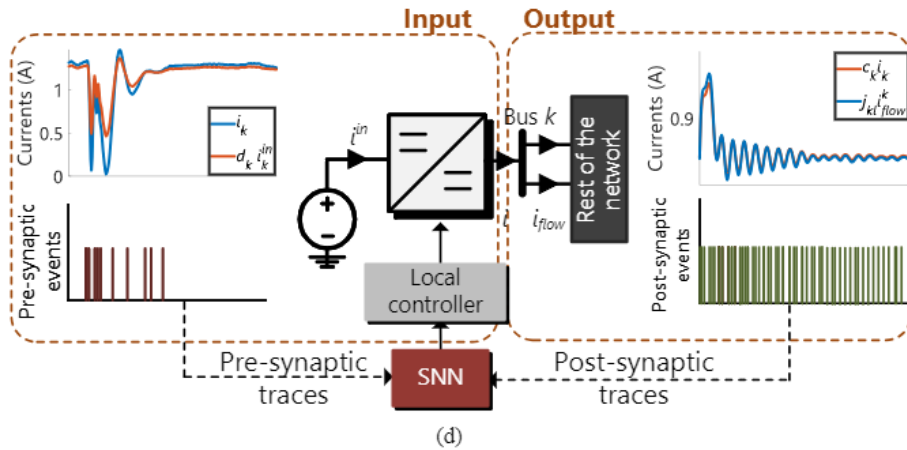 Input
Output
Currents (A)
1
0
i_k
d_k i_k^in
Pre-synaptic
events
i^in
Bus k
i
i_flow
Rest of the
network
Local
controller
SNN
Currents (A)
0.9
c_k i_k
j_kl i_flow^k
Post-synaptic
events
Pre-synaptic
traces
Post-synaptic
traces
(d)